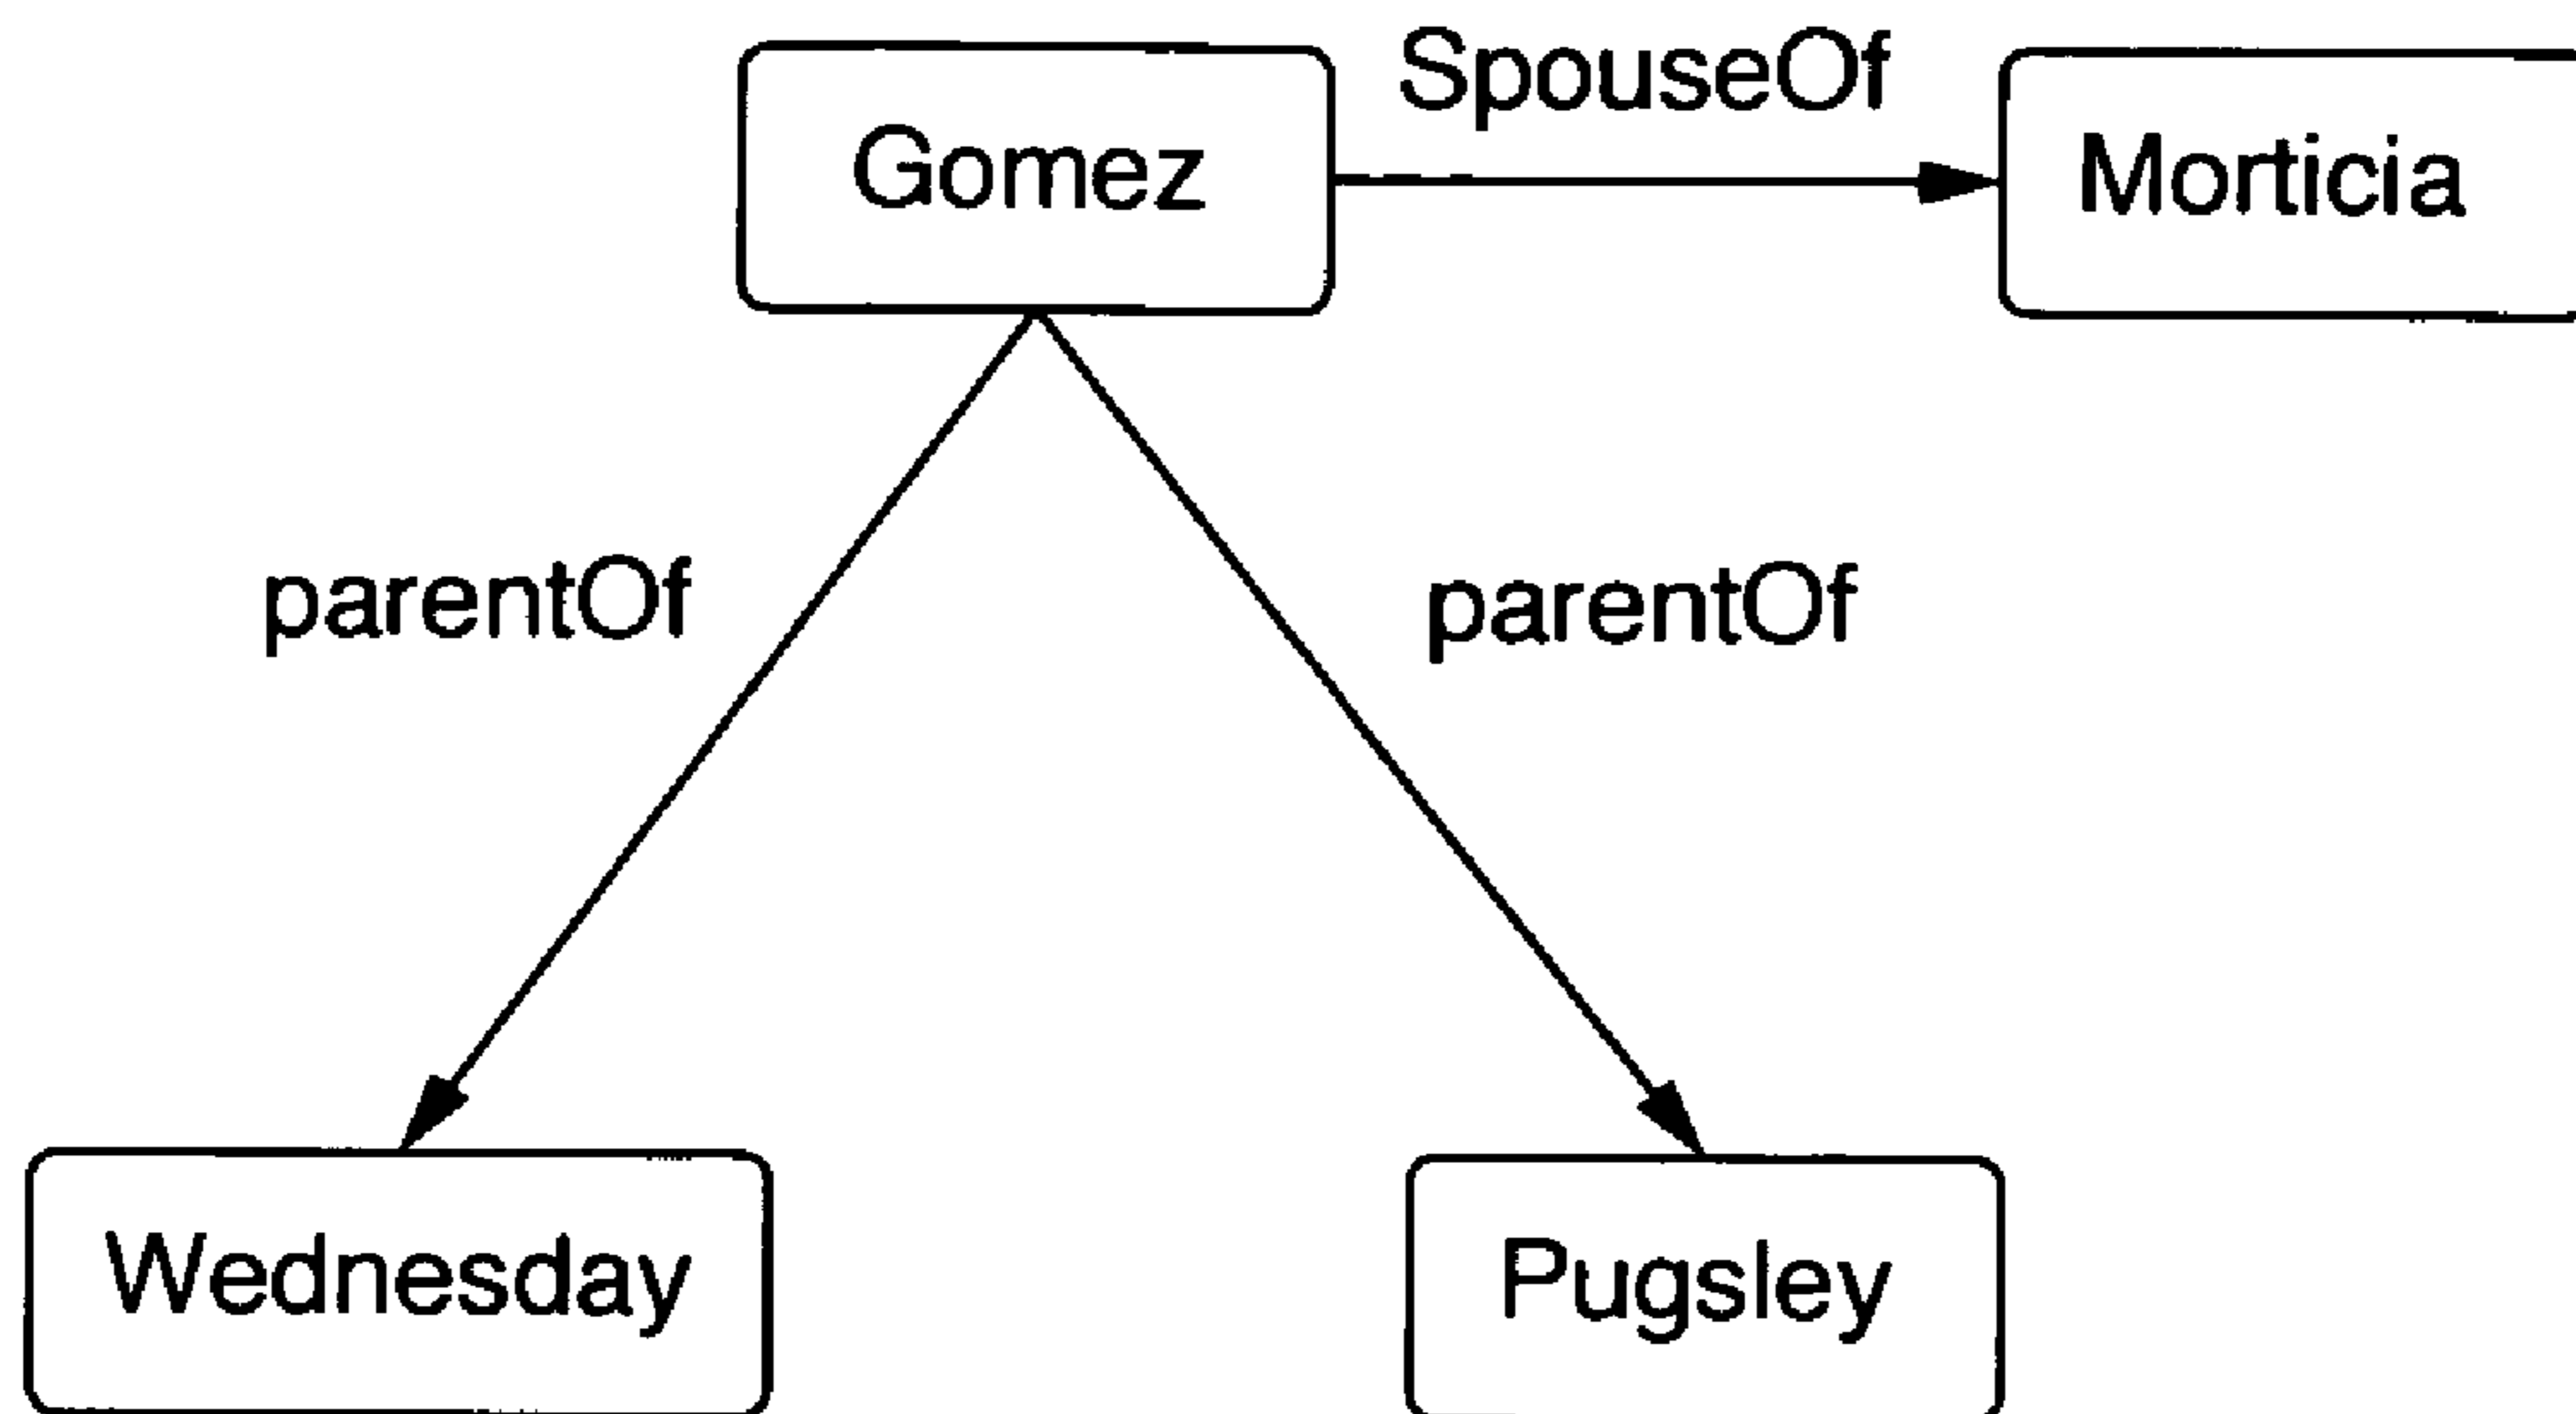 SpouseOf
Gomez
Morticia
parentOf
parentOf
Wednesday
Pugsley